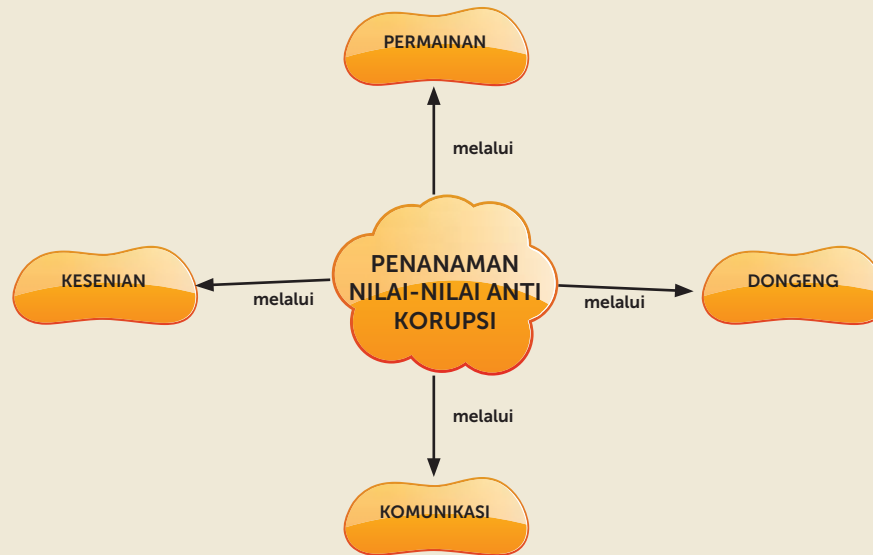 PERMAINAN
melalui
KESENIAN
melalui
PENANAMAN
NILAI-NILAI ANTI
KORUPSI
melalui
DONGENG
melalui
KOMUNIKASI